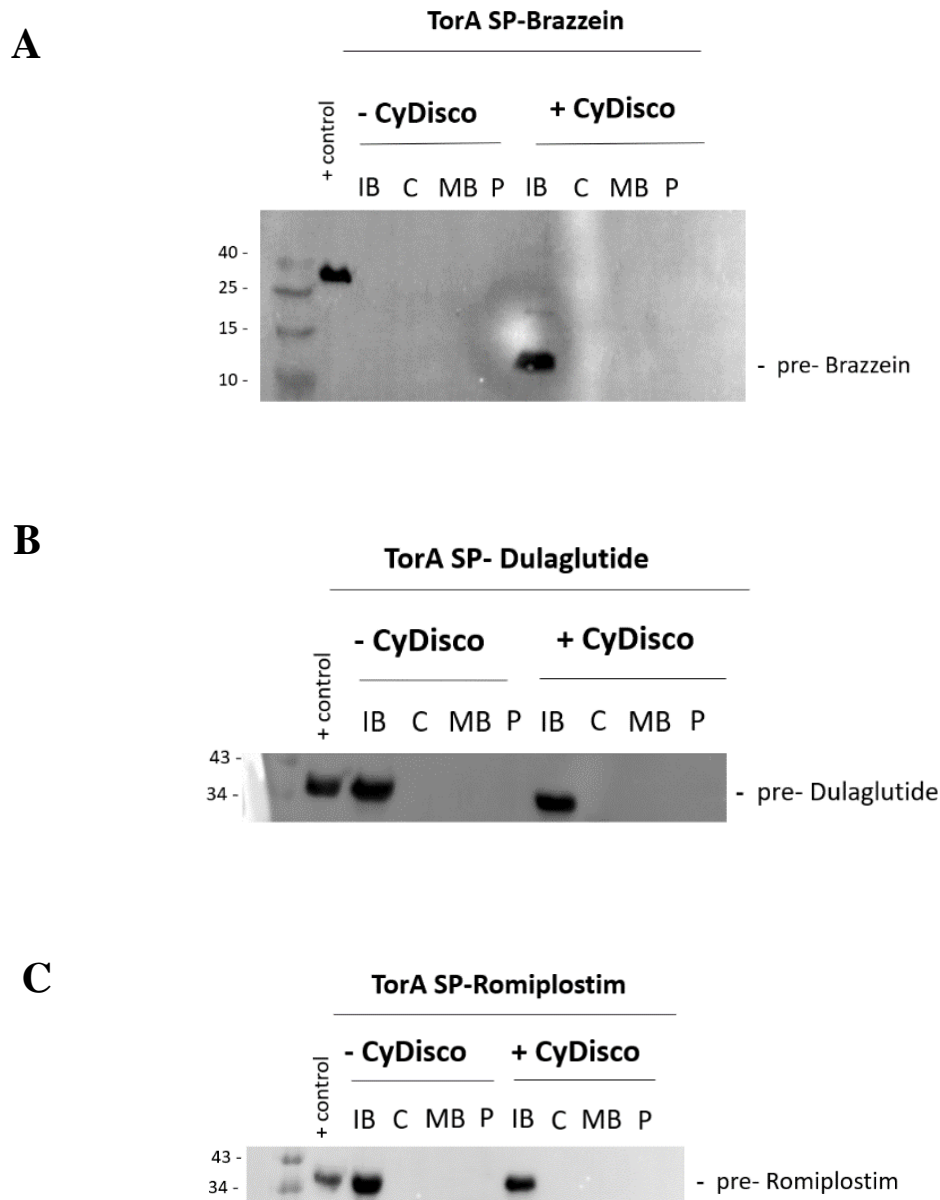 A
TorA SP-Brazzein
+ control
- CyDisco
+ CyDisco
IB C MB P IB C MB P
40 -
25 -
15 -
10 -
- pre- Brazzein
B
TorA SP- Dulaglutide
+ control
- CyDisco
+ CyDisco
IB C MB P IB C MB P
43 -
34 -
- pre- Dulaglutide
C
TorA SP-Romiplostim
+ control
- CyDisco
+ CyDisco
IB C MB P IB C MB P
43 -
34 -
- pre- Romiplostim